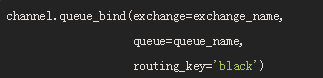 channel.queue_bind(exchange=exchange_name,
queue=queue_name,
routing_key='black')